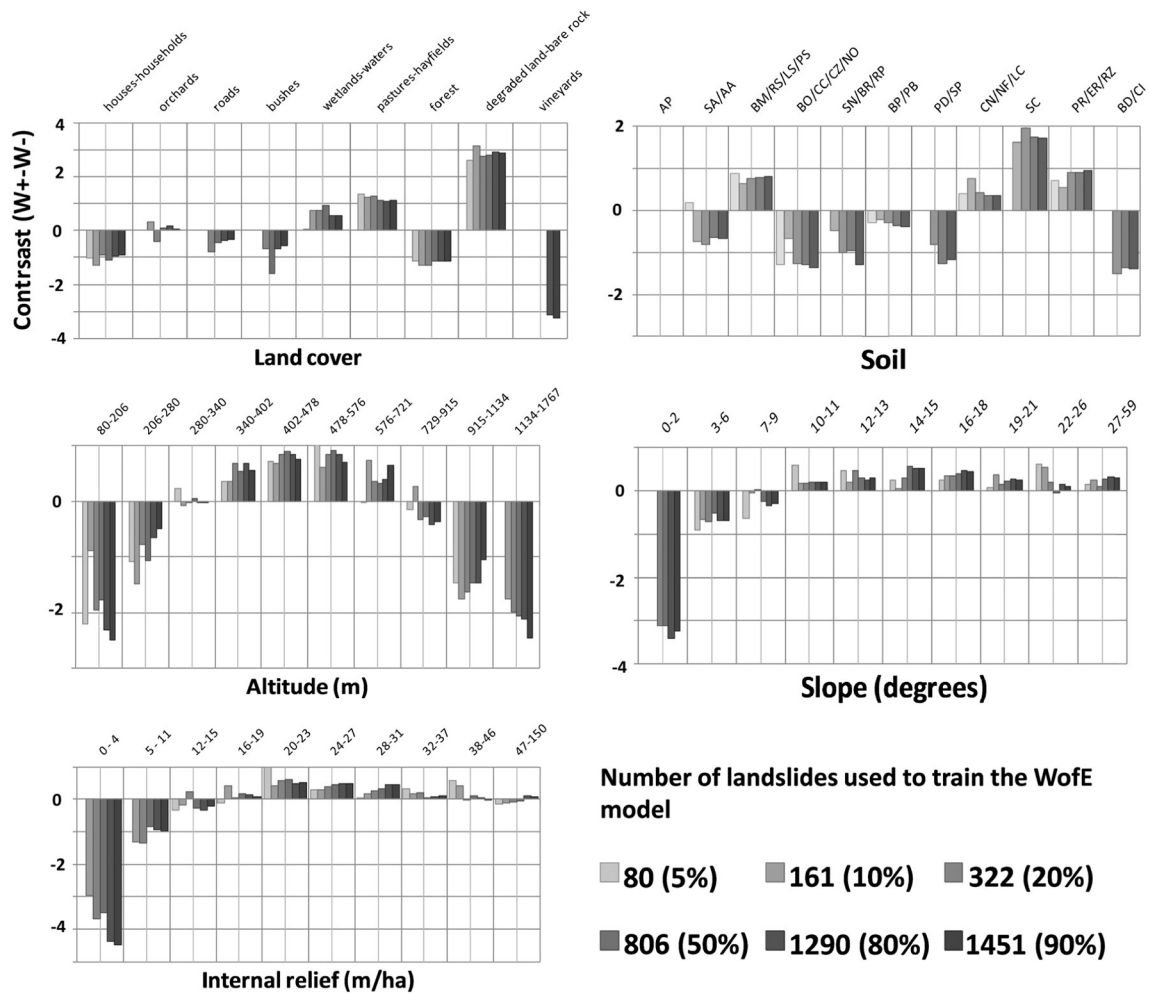 houses-households
orchards
roads
bushes
wetlands-waters
pastures-hayfields
forest
degraded land-bare rock
vineyards
Contrsast (W+-W-)
4
2
0
-2
-4
Land cover
AP
SA/AA
BM/RS/LS/PS
BO/CC/CZ/NO
SN/BR/RP
BP/PB
PD/SP
CN/NF/LC
SC
PR/ER/RZ
BD/CI
2
0
-2
Soil
80-206
206-280
280-340
340-402
402-478
478-576
576-721
729-915
915-1134
1134-1767
0
-2
Altitude (m)
0-2
3-6
7-9
10-11
12-13
14-15
16-18
19-21
22-26
27-59
0
-2
-4
Slope (degrees)
0 - 4
5 - 11
12-15
16-19
20-23
24-27
28-31
32-37
38-46
47-150
0
-2
-4
Internal relief (m/ha)
Number of landslides used to train the WofE
model
80 (5%)
161 (10%)
322 (20%)
806 (50%)
1290 (80%)
1451 (90%)